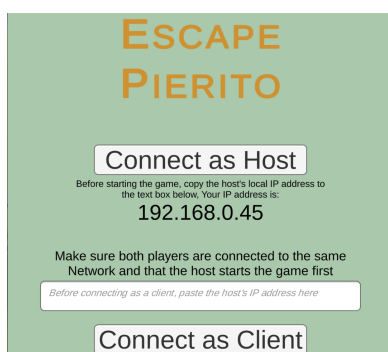 ESCAPE
PIERITO
Connect as Host
Before starting the game, copy the host's local IP address to
the text box below, Your IP address is:
192.168.0.45
Make sure both players are connected to the same
Network and that the host starts the game first
Before connecting as a client, paste the host's IP address here
Connect as Client